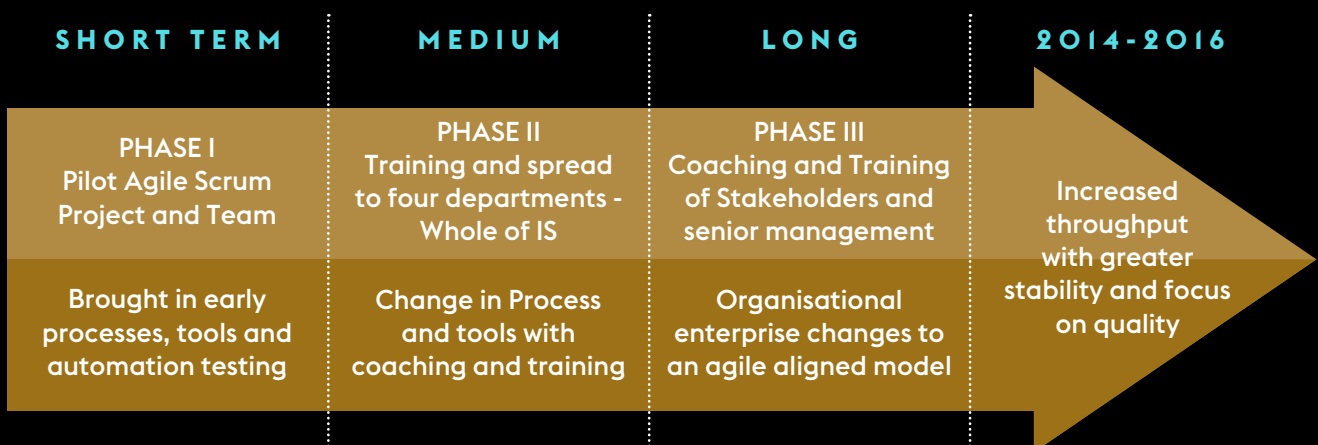 SHORT TERM
MEDIUM
LONG
2014-2016
PHASE I
Pilot Agile Scrum
Project and Team
Brought in early
processes, tools and
automation testing
PHASE II
Training and spread
to four departments -
Whole of IS
Change in Process
and tools with
coaching and training
PHASE III
Coaching and Training
of Stakeholders and
senior management
Organisational
enterprise changes to
an agile aligned model
Increased
throughput
with greater
stability and focus
on quality